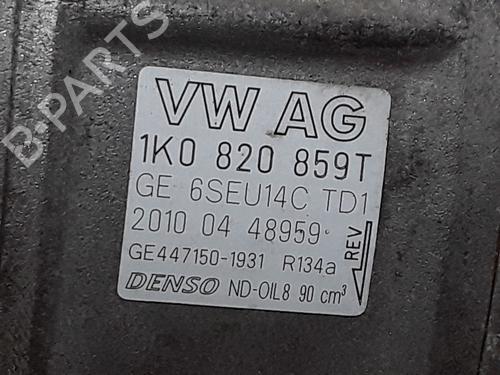 B-PARTS
VW AG
1K0 820 859T
GE 6SEU14C TD1
2010 04 48959
GE447150-1931 R134a
REV
DENSO ND-OIL8 90 cm³